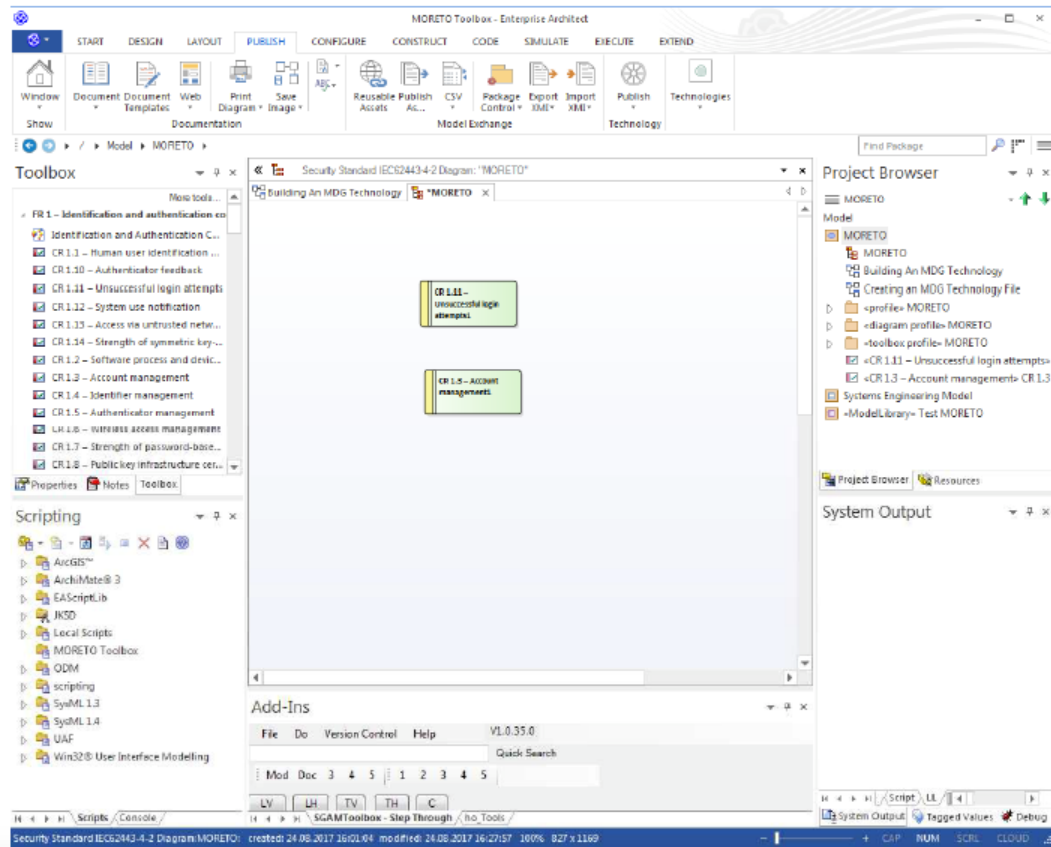 MORETO Toolbox - Enterprise Architect
START DESIGN LAYOUT PUBLISH CONFIGURE CONSTRUCT CODE SIMULATE EXECUTE EXTEND
Window Document Document Templates Web Print Diagram Save Image ABC Reusable Assets Publish As... CSV Package Control Export XMI Import XMI Publish Technologies
Show Documentation Model Exchange Technology
/ Model MORETO Find Package
Toolbox
More tools...
FR 1 – Identification and authentication co
Identification and Authentication C...
CR 1.1 – Human user identification ...
CR 1.10 – Authenticator feedback
CR 1.11 – Unsuccessful login attempts
CR 1.12 – System use notification
CR 1.13 – Access via untrusted netw...
CR 1.14 – Strength of symmetric key-...
CR 1.2 – Software process and devic...
CR 1.3 – Account management
CR 1.4 – Identifier management
CR 1.5 – Authenticator management
CR 1.6 – Wireless access management
CR 1.7 – Strength of password-base...
CR 1.8 – Public key infrastructure cer...
Properties Notes Toolbox
Scripting
ArcGIS™
ArchiMate® 3
EAScriptLib
JKSD
Local Scripts
MORETO Toolbox
ODM
scripting
SysML 1.3
SysML 1.4
UAF
Win32® User Interface Modelling
Scripts Console
Security Standard IEC62443-4-2 Diagram: "MORETO"
Building An MDG Technology *MORETO
CR 1.11 –
Unsuccessful login
attempts1
CR 1.3 – Account
management1
Add-Ins
File Do Version Control Help V1.0.35.0
Quick Search
Mod Doc 3 4 5 1 2 3 4 5
LV LH TV TH C
SGAMToolbox - Step Through ho_Tools
Project Browser
MORETO
Model
MORETO
MORETO
Building An MDG Technology
Creating an MDG Technology File
«profile» MORETO
«diagram profile» MORETO
«toolbox profile» MORETO
«CR 1.11 – Unsuccessful login attempts»
«CR 1.3 – Account management» CR 1.3
Systems Engineering Model
«ModelLibrary» Test MORETO
Project Browser Resources
System Output
Script LL
System Output Tagged Values Debug
Security Standard IEC62443-4-2 Diagram:MORETO: created: 24.08.2017 16:01:04 modified: 24.08.2017 16:27:57 100% 827 x 1169 CAP NUM SCRL CLOUD